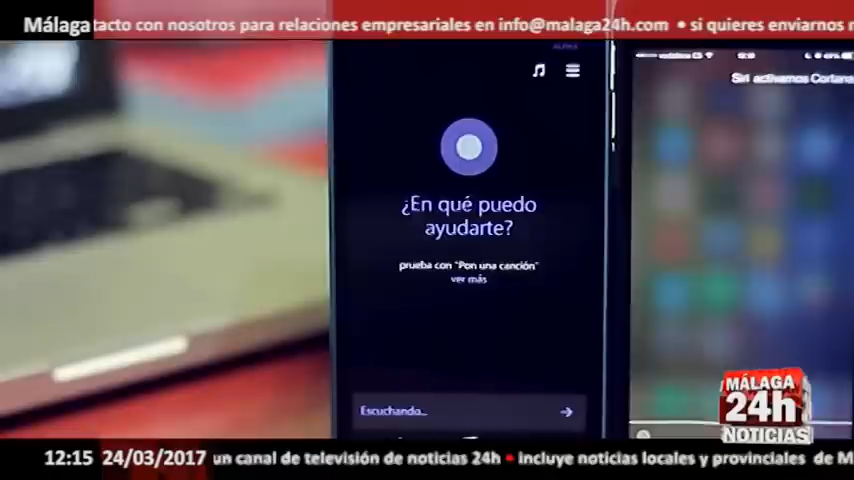 Málaga tacto con nosotros para relaciones empresariales en info@malaga24h.com • si quieres enviarnos
Siri activamos Cortana
¿En qué puedo
ayudarte?
prueba con "Pon una canción"
ver más
Escuchando...
MÁLAGA
24h
NOTICIAS
12:15 24/03/2017 un canal de televisión de noticias 24h • incluye noticias locales y provinciales de M